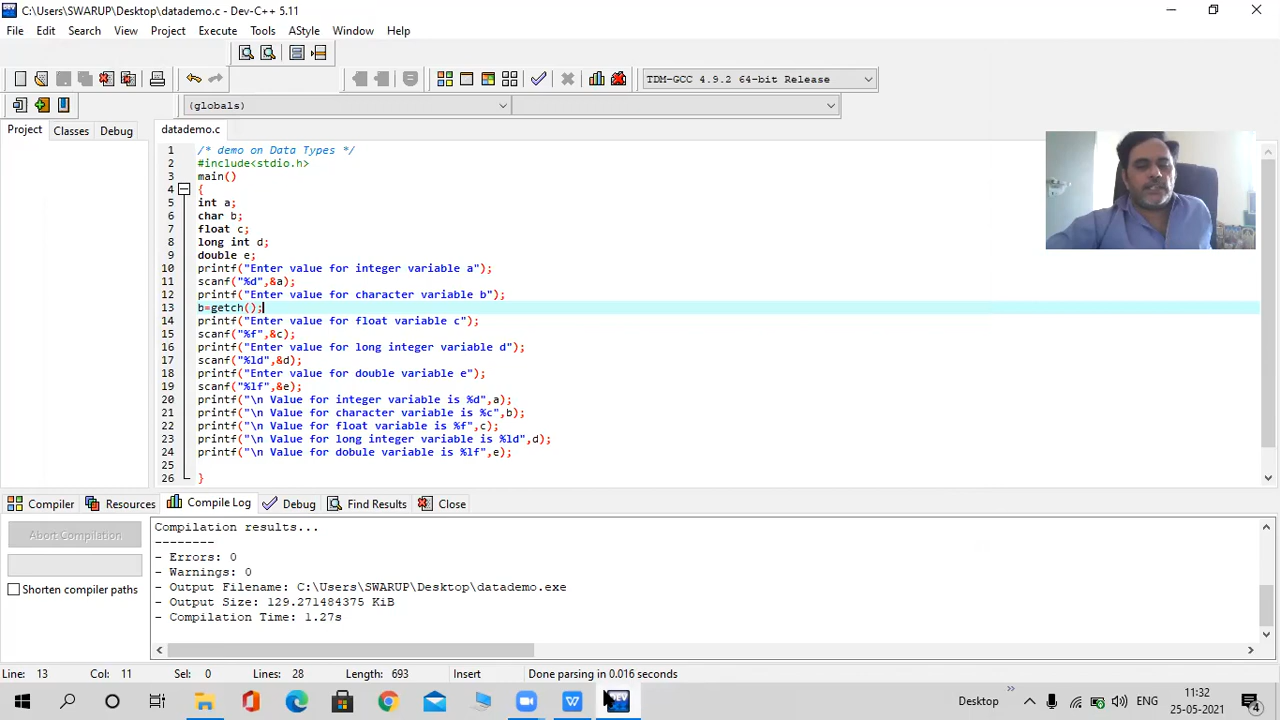 C:\Users\SWARUP\Desktop\datademo.c - Dev-C++ 5.11
File Edit Search View Project Execute Tools AStyle Window Help
TDM-GCC 4.9.2 64-bit Release
(globals)
Project Classes Debug
datademo.c
1 /* demo on Data Types */
2 #include<stdio.h>
3 main()
4 {
5 int a;
6 char b;
7 float c;
8 long int d;
9 double e;
10 printf("Enter value for integer variable a");
11 scanf("%d",&a);
12 printf("Enter value for character variable b");
13 b=getch();
14 printf("Enter value for float variable c");
15 scanf("%f",&c);
16 printf("Enter value for long integer variable d");
17 scanf("%ld",&d);
18 printf("Enter value for double variable e");
19 scanf("%lf",&e);
20 printf("\n Value for integer variable is %d",a);
21 printf("\n Value for character variable is %c",b);
22 printf("\n Value for float variable is %f",c);
23 printf("\n Value for long integer variable is %ld",d);
24 printf("\n Value for dobule variable is %lf",e);
25
26 }
Compiler Resources Compile Log Debug Find Results Close
Abort Compilation
Shorten compiler paths
Compilation results...
--------
- Errors: 0
- Warnings: 0
- Output Filename: C:\Users\SWARUP\Desktop\datademo.exe
- Output Size: 129.271484375 KiB
- Compilation Time: 1.27s
Line: 13 Col: 11 Sel: 0 Lines: 28 Length: 693 Insert Done parsing in 0.016 seconds
DEV
Desktop
ENG
11:32
25-05-2021
4